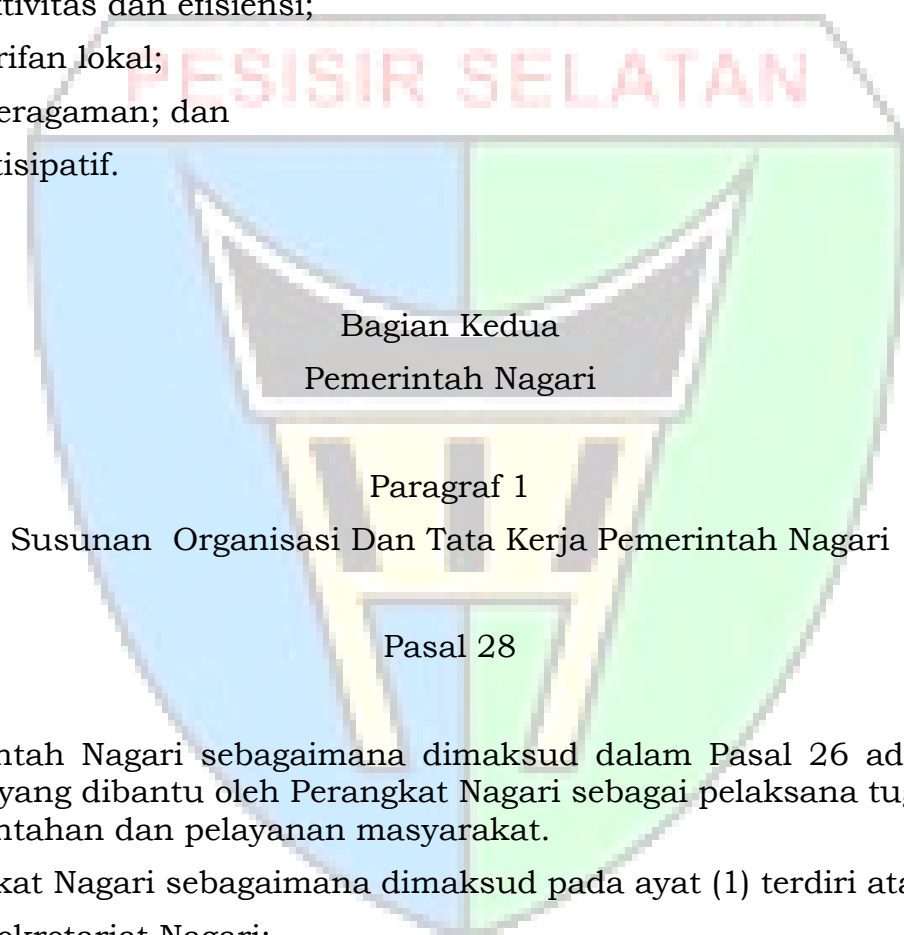 tivitas dan efisiensi;
PESISIR SELATAN
rifan lokal;
eragaman; dan
tisipatif.
Bagian Kedua
Pemerintah Nagari
Paragraf 1
Susunan Organisasi Dan Tata Kerja Pemerintah Nagari
Pasal 28
ntah Nagari sebagaimana dimaksud dalam Pasal 26 ad
yang dibantu oleh Perangkat Nagari sebagai pelaksana tu
ntahan dan pelayanan masyarakat.
kat Nagari sebagaimana dimaksud pada ayat (1) terdiri ata
ekretariat Nagari;